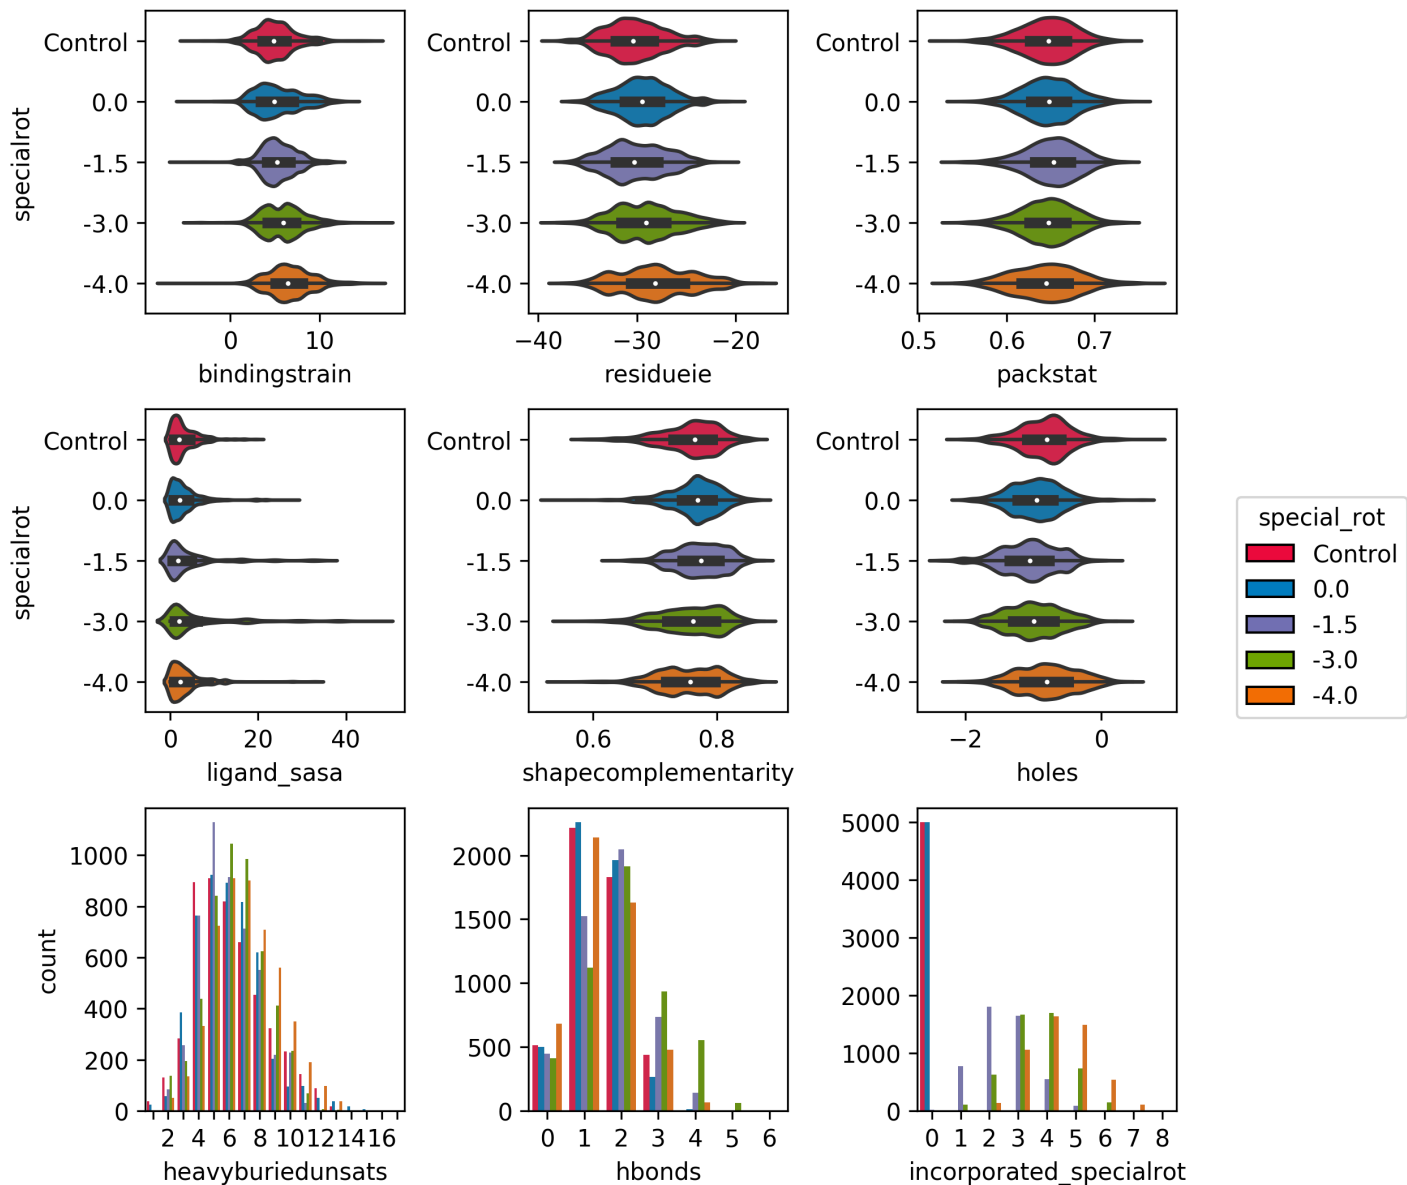 specialrot
Control
0.0
-1.5
-3.0
-4.0
0 10
bindingstrain
Control
0.0
-1.5
-3.0
-4.0
−40 −30 −20
residueie
Control
0.0
-1.5
-3.0
-4.0
0.5 0.6 0.7
packstat
specialrot
Control
0.0
-1.5
-3.0
-4.0
0 20 40
ligand_sasa
Control
0.0
-1.5
-3.0
-4.0
0.6 0.8
shapecomplementarity
Control
0.0
-1.5
-3.0
-4.0
−2 0
holes
special_rot
Control
0.0
-1.5
-3.0
-4.0
count
1000
800
600
400
200
0
2 4 6 8 10 12 14 16
heavyburiedunsats
2000
1500
1000
500
0
0 1 2 3 4 5 6
hbonds
5000
4000
3000
2000
1000
0
0 1 2 3 4 5 6 7 8
incorporated_specialrot